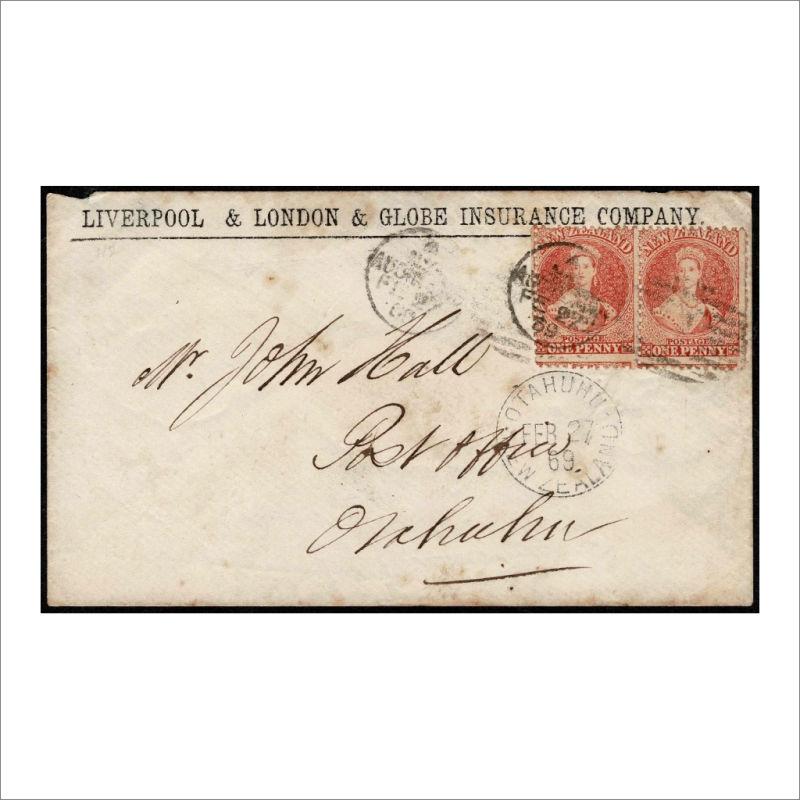 LIVERPOOL & LONDON & GLOBE INSURANCE COMPANY.
NEW ZEALAND
POSTAGE
ONE PENNY
NEW ZEALAND
POSTAGE
ONE PENNY
Mr. John Hall
Post Office
Otahuhu
OTAHUHU
FEB 27
69
NEW ZEALAND